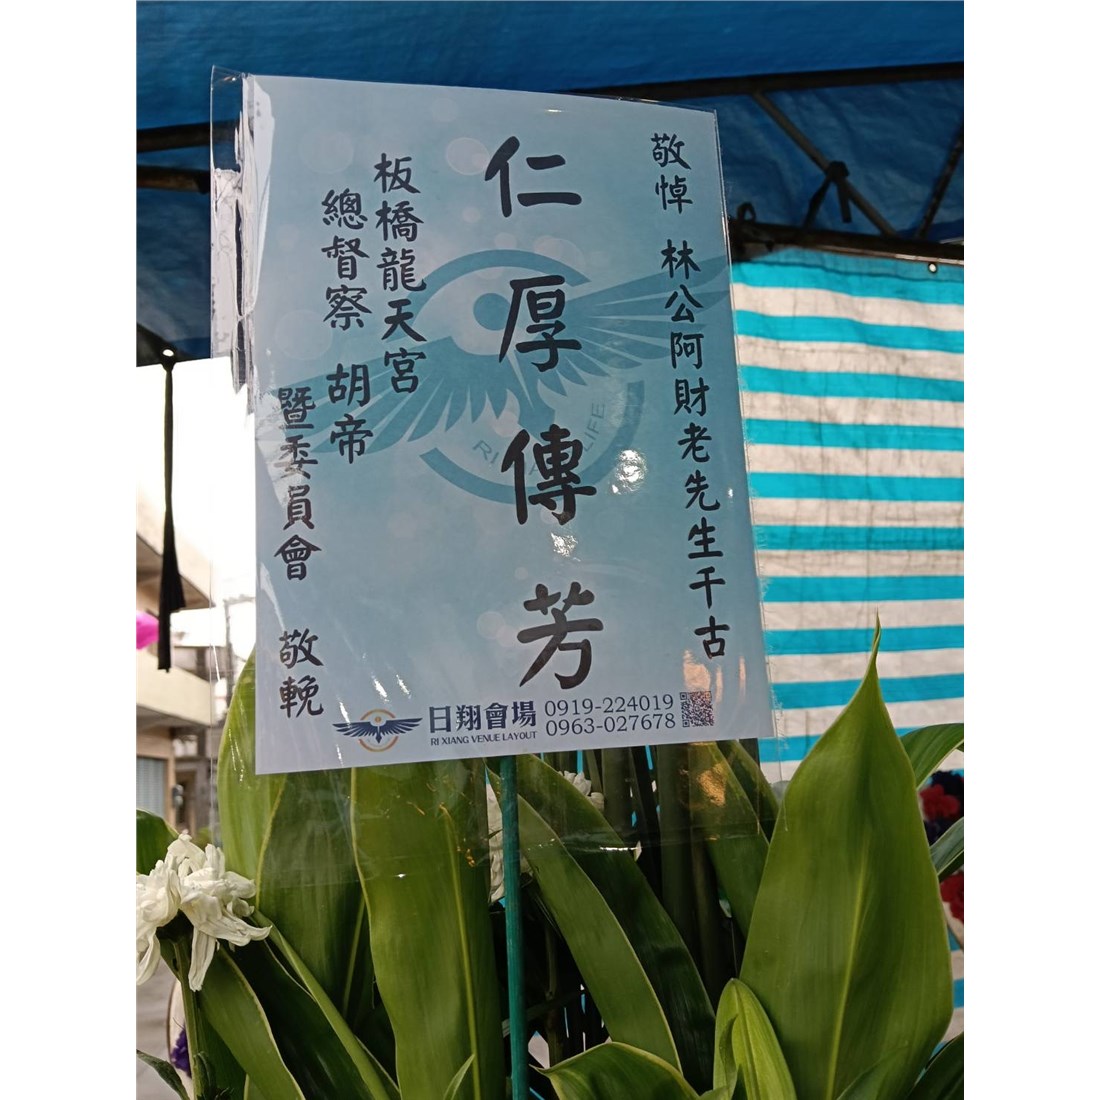 敬悼 林公阿財老先生千古
仁厚傳芳
板橋龍天宮
總督察 胡帝
暨委員會 敬輓
日翔會場
RI XIANG VENUE LAYOUT
0919-224019
0963-027678
LIFE